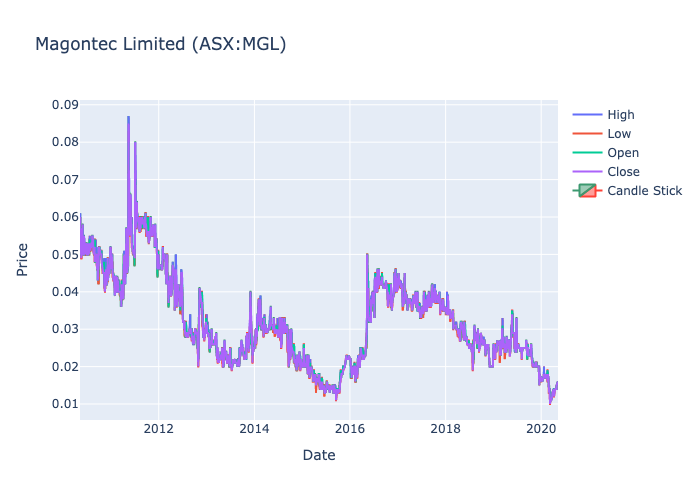 Magontec Limited (ASX:MGL)
High
Low
Open
Close
Candle Stick
Price
0.09
0.08
0.07
0.06
0.05
0.04
0.03
0.02
0.01
2012
2014
2016
2018
2020
Date